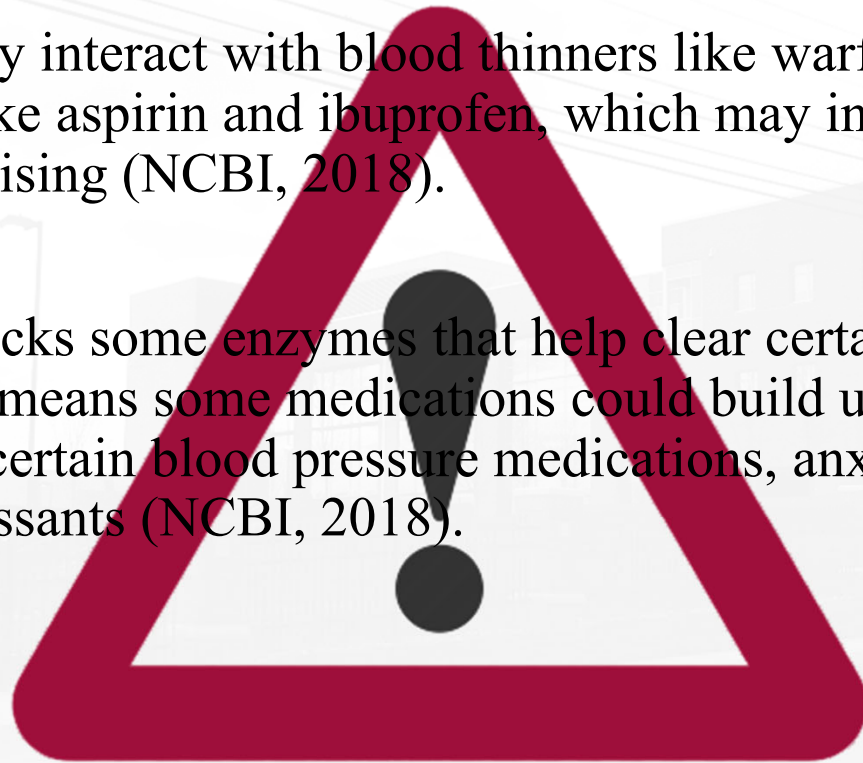 y interact with blood thinners like warf
ke aspirin and ibuprofen, which may in
ising (NCBI, 2018).
cks some enzymes that help clear certa
means some medications could build u
certain blood pressure medications, anx
ssants (NCBI, 2018).